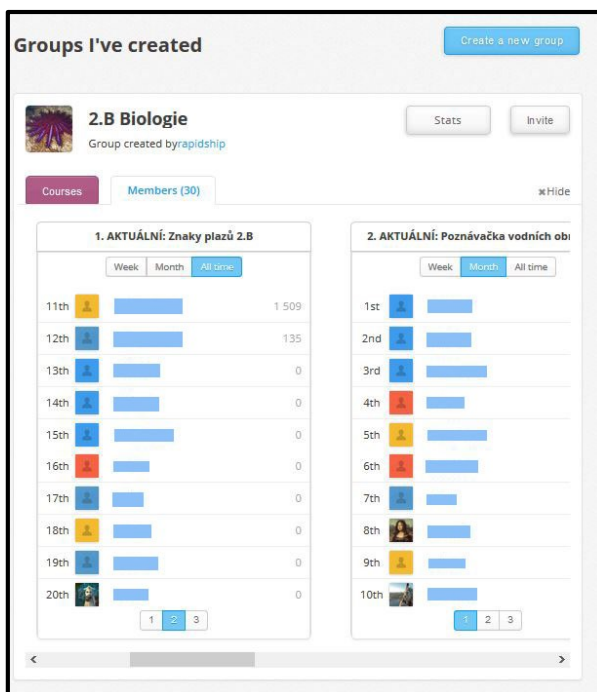 Groups I've created
Create a new group
2.B Biologie
Group created byrapidship
Stats
Invite
Courses
Members (30)
×Hide
1. AKTUÁLNÍ: Znaky plazů 2.B
Week Month All time
11th 1 509
12th 135
13th 0
14th 0
15th 0
16th 0
17th 0
18th 0
19th 0
20th 0
1 2 3
2. AKTUÁLNÍ: Poznávačka vodních obr
Week Month All time
1st
2nd
3rd
4th
5th
6th
7th
8th
9th
10th
1 2 3